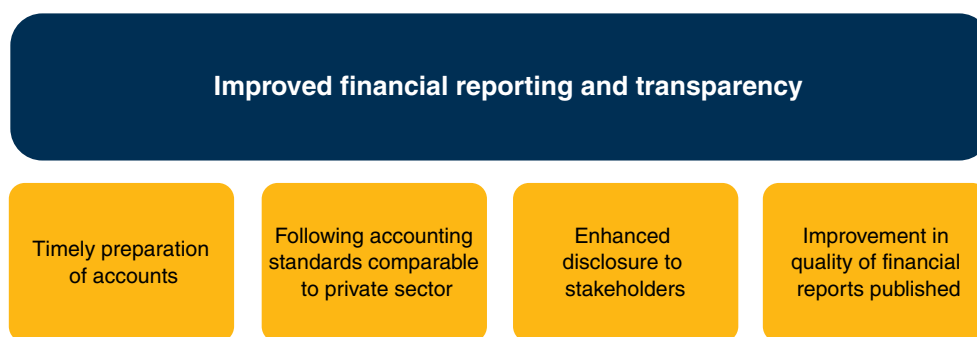 Improved financial reporting and transparency
Timely preparation
of accounts
Following accounting
standards comparable
to private sector
Enhanced
disclosure to
stakeholders
Improvement in
quality of financial
reports published